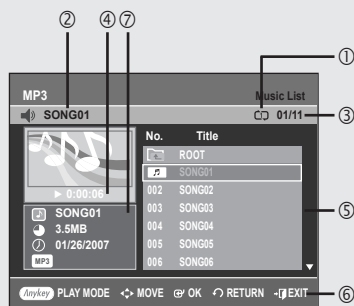 ② ④ ⑦
①
MP3 Music List
SONG01 01/11
③
No. Title
ROOT
SONG01
002 SONG02
003 SONG03
004 SONG04
005 SONG05
006 SONG06
0:00:06
SONG01
3.5MB
01/26/2007
MP3
⑤
Anykey PLAY MODE MOVE OK RETURN EXIT
⑥